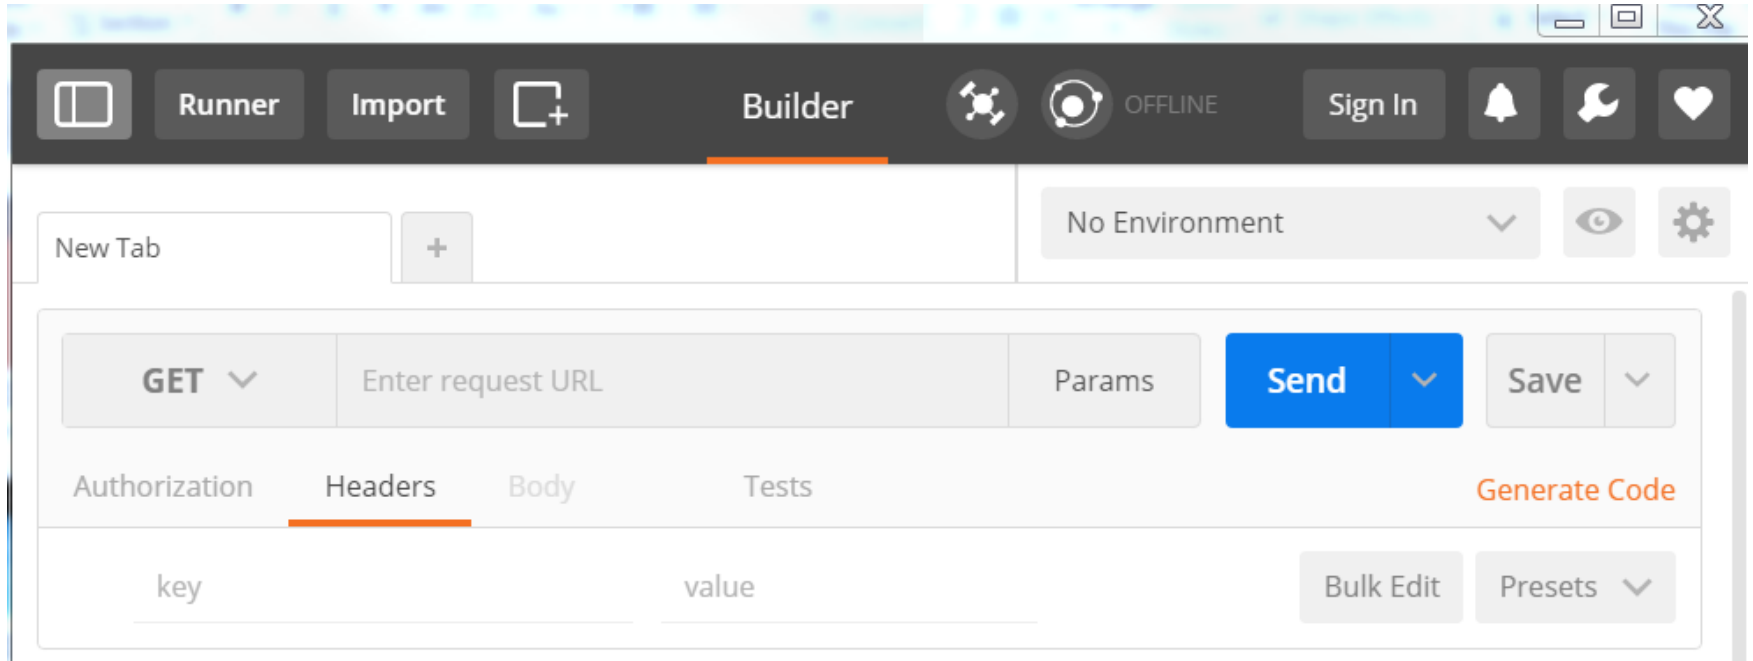 Runner Import Builder OFFLINE Sign In
New Tab + No Environment
GET Enter request URL Params Send Save
Authorization Headers Body Tests Generate Code
key value Bulk Edit Presets